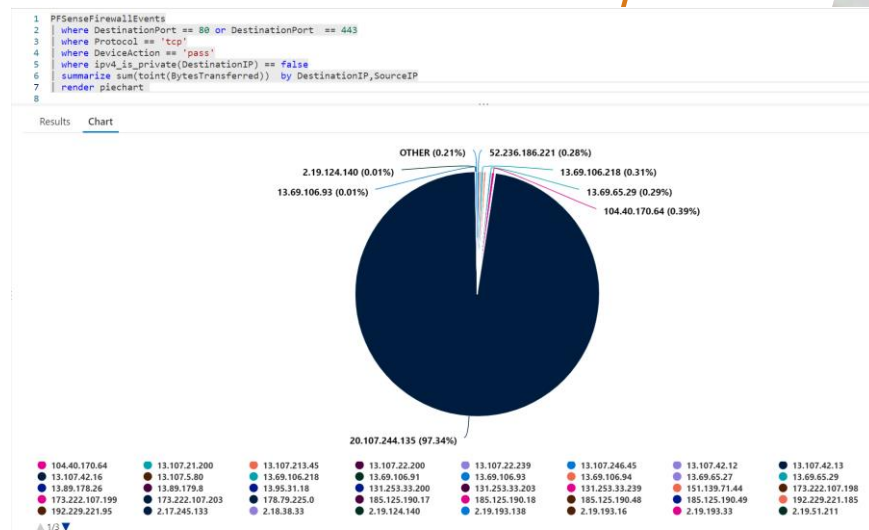 1 PFSenseFirewallEvents
2 | where DestinationPort == 80 or DestinationPort == 443
3 | where Protocol == 'tcp'
4 | where DeviceAction == 'pass'
5 | where ipv4_is_private(DestinationIP) == false
6 | summarize sum(toint(BytesTransferred)) by DestinationIP,SourceIP
7 | render piechart
8
Results Chart
OTHER (0.21%) 52.236.186.221 (0.28%)
2.19.124.140 (0.01%) 13.69.106.218 (0.31%)
13.69.106.93 (0.01%) 13.69.65.29 (0.29%)
104.40.170.64 (0.39%)
20.107.244.135 (97.34%)
104.40.170.64 13.107.21.200 13.107.213.45 13.107.22.200 13.107.22.239 13.107.246.45 13.107.42.12 13.107.42.13
13.107.42.16 13.107.5.80 13.69.106.218 13.69.106.91 13.69.106.93 13.69.106.94 13.69.65.27 13.69.65.29
13.89.178.26 13.89.179.8 13.95.31.18 131.253.33.200 131.253.33.203 131.253.33.239 151.139.71.44 173.222.107.198
173.222.107.199 173.222.107.203 178.79.225.0 185.125.190.17 185.125.190.18 185.125.190.48 185.125.190.49 192.229.221.185
192.229.221.95 2.17.245.133 2.18.38.33 2.19.124.140 2.19.193.138 2.19.193.16 2.19.193.33 2.19.51.211
1/3